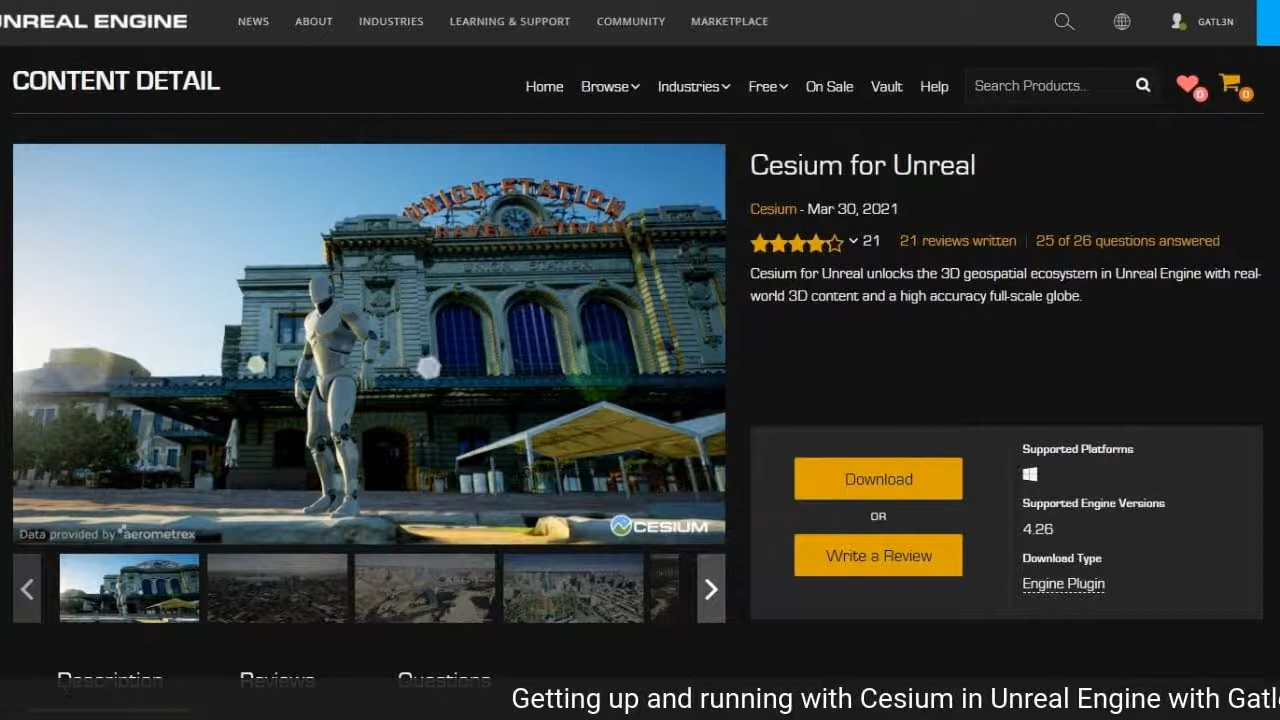 UNREAL ENGINE
NEWS ABOUT INDUSTRIES LEARNING & SUPPORT COMMUNITY MARKETPLACE GATL3N
CONTENT DETAIL
Home Browse Industries Free On Sale Vault Help Search Products... 0 0
UNION STATION
TRAVEL by TRAIN
UNION STATION
Data provided by aerometrex
CESIUM
Cesium for Unreal
Cesium - Mar 30, 2021
21 21 reviews written 25 of 26 questions answered
Cesium for Unreal unlocks the 3D geospatial ecosystem in Unreal Engine with real-
world 3D content and a high accuracy full-scale globe.
Download
OR
Write a Review
Supported Platforms
Supported Engine Versions
4.26
Download Type
Engine Plugin
Description Reviews Questions
Getting up and running with Cesium in Unreal Engine with Gatl